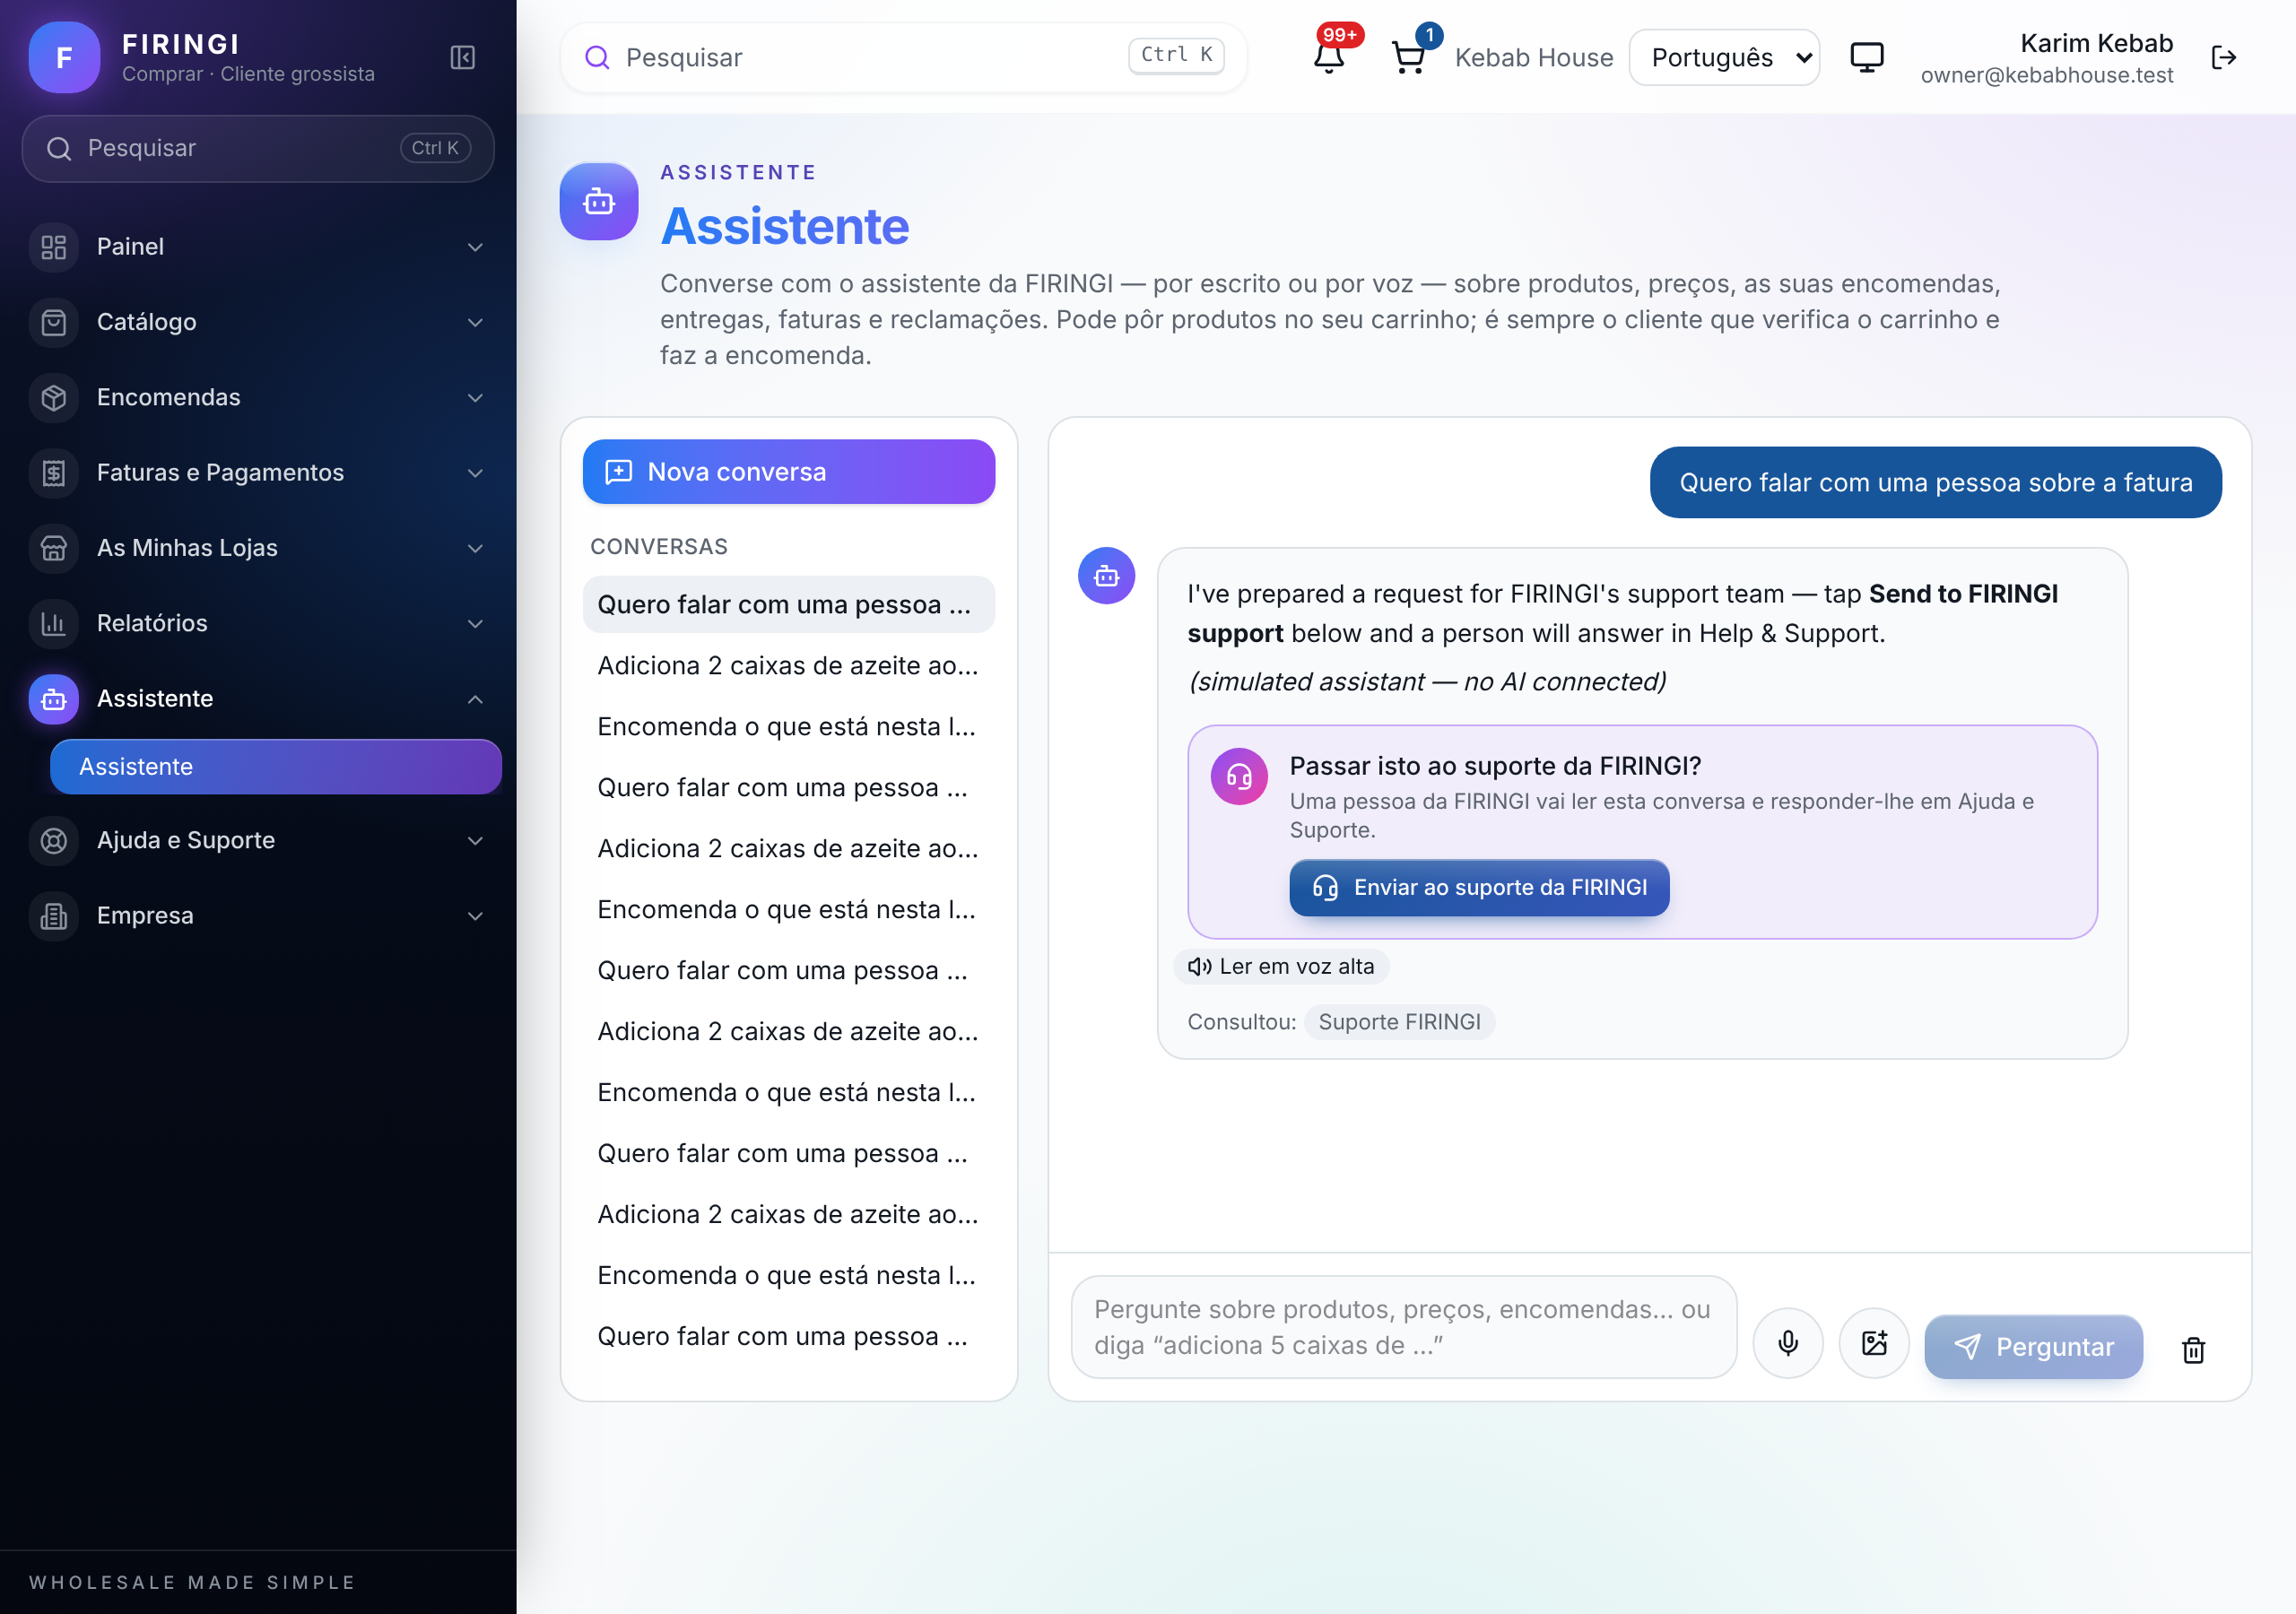 F
FIRINGI
Comprar · Cliente grossista
Pesquisar
Ctrl K
Painel
Catálogo
Encomendas
Faturas e Pagamentos
As Minhas Lojas
Relatórios
Assistente
Assistente
Ajuda e Suporte
Empresa
WHOLESALE MADE SIMPLE
Pesquisar
Ctrl K
99+
1
Kebab House
Português
Karim Kebab
owner@kebabhouse.test
ASSISTENTE
Assistente
Converse com o assistente da FIRINGI — por escrito ou por voz — sobre produtos, preços, as suas encomendas,
entregas, faturas e reclamações. Pode pôr produtos no seu carrinho; é sempre o cliente que verifica o carrinho e
faz a encomenda.
Nova conversa
CONVERSAS
Quero falar com uma pessoa ...
Adiciona 2 caixas de azeite ao...
Encomenda o que está nesta l...
Quero falar com uma pessoa ...
Adiciona 2 caixas de azeite ao...
Encomenda o que está nesta l...
Quero falar com uma pessoa ...
Adiciona 2 caixas de azeite ao...
Encomenda o que está nesta l...
Quero falar com uma pessoa ...
Adiciona 2 caixas de azeite ao...
Encomenda o que está nesta l...
Quero falar com uma pessoa ...
Quero falar com uma pessoa sobre a fatura
I've prepared a request for FIRINGI's support team — tap Send to FIRINGI
support below and a person will answer in Help & Support.
(simulated assistant — no AI connected)
Passar isto ao suporte da FIRINGI?
Uma pessoa da FIRINGI vai ler esta conversa e responder-lhe em Ajuda e
Suporte.
Enviar ao suporte da FIRINGI
Ler em voz alta
Consultou: Suporte FIRINGI
Pergunte sobre produtos, preços, encomendas... ou
diga “adiciona 5 caixas de ...”
Perguntar